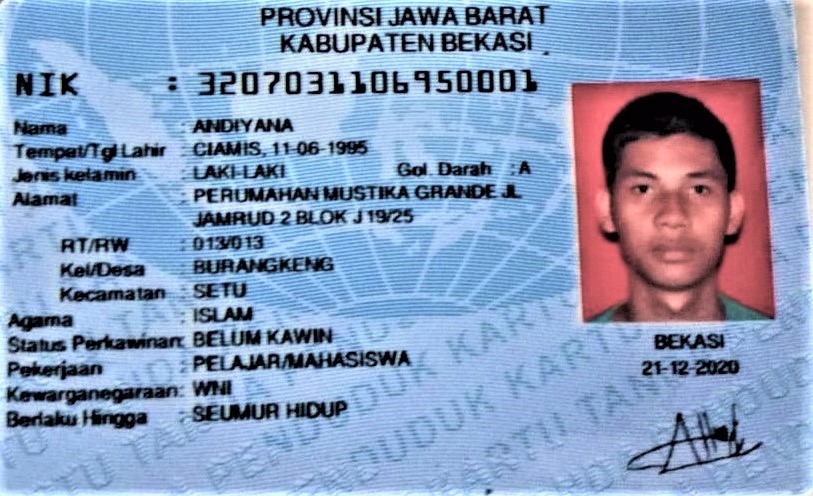 PROVINSI JAWA BARAT
KABUPATEN BEKASI
NIK : 3207031106950001
Nama : ANDIYANA
Tempat/Tgl Lahir : CIAMIS, 11-06-1995
Jenis kelamin : LAKI-LAKI Gol. Darah : A
Alamat : PERUMAHAN MUSTIKA GRANDE JL
JAMRUD 2 BLOK J 19/25
RT/RW : 013/013
Kel/Desa : BURANGKENG
Kecamatan : SETU
Agama : ISLAM
Status Perkawinan: BELUM KAWIN
Pekerjaan : PELAJAR/MAHASISWA
Kewarganegaraan: WNI
Berlaku Hingga : SEUMUR HIDUP
BEKASI
21-12-2020
KARTU TANDA PENDUDUK